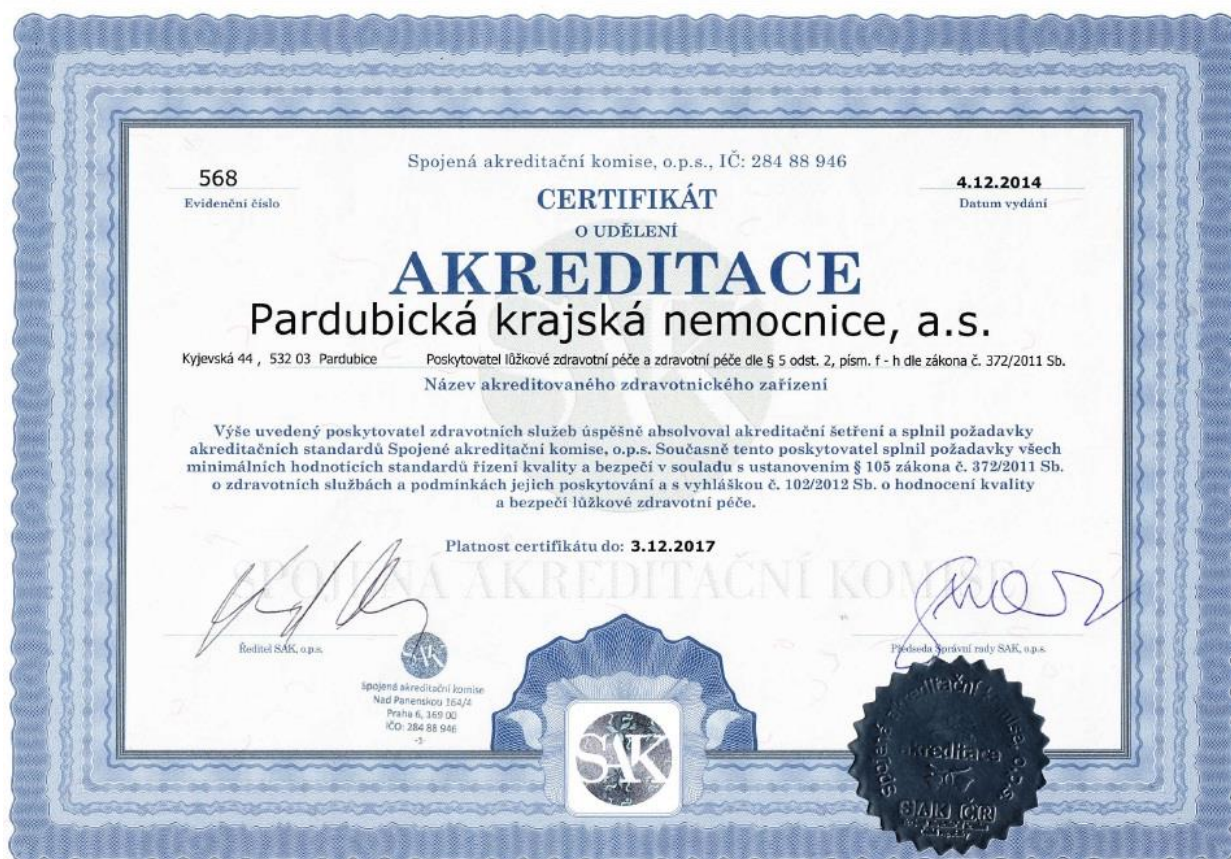 Spojená akreditační komise, o.p.s., IČ: 284 88 946
568
Evidenční číslo
4.12.2014
Datum vydání
CERTIFIKÁT
O UDĚLENÍ
AKREDITACE
Pardubická krajská nemocnice, a.s.
Kyjevská 44 , 532 03 Pardubice Poskytovatel lůžkové zdravotní péče a zdravotní péče dle § 5 odst. 2, písm. f - h dle zákona č. 372/2011 Sb.
Název akreditovaného zdravotnického zařízení
Výše uvedený poskytovatel zdravotních služeb úspěšně absolvoval akreditační šetření a splnil požadavky
akreditačních standardů Spojené akreditační komise, o.p.s. Současně tento poskytovatel splnil požadavky všech
minimálních hodnotících standardů řízení kvality a bezpečí v souladu s ustanovením § 105 zákona č. 372/2011 Sb.
o zdravotních službách a podmínkách jejich poskytování a s vyhláškou č. 102/2012 Sb. o hodnocení kvality
a bezpečí lůžkové zdravotní péče.
Platnost certifikátu do: 3.12.2017
SPOJENÁ AKREDITAČNÍ KOMISE
Ředitel SAK, o.p.s.
Předseda Správní rady SAK, o.p.s.
SAK
Spojená akreditační komise
Nad Panenskou 164/4
Praha 6, 169 00
IČO: 284 88 946
-3-
SAK
Spojená akreditační komise, o.p.s.
akreditace
SAK ČR